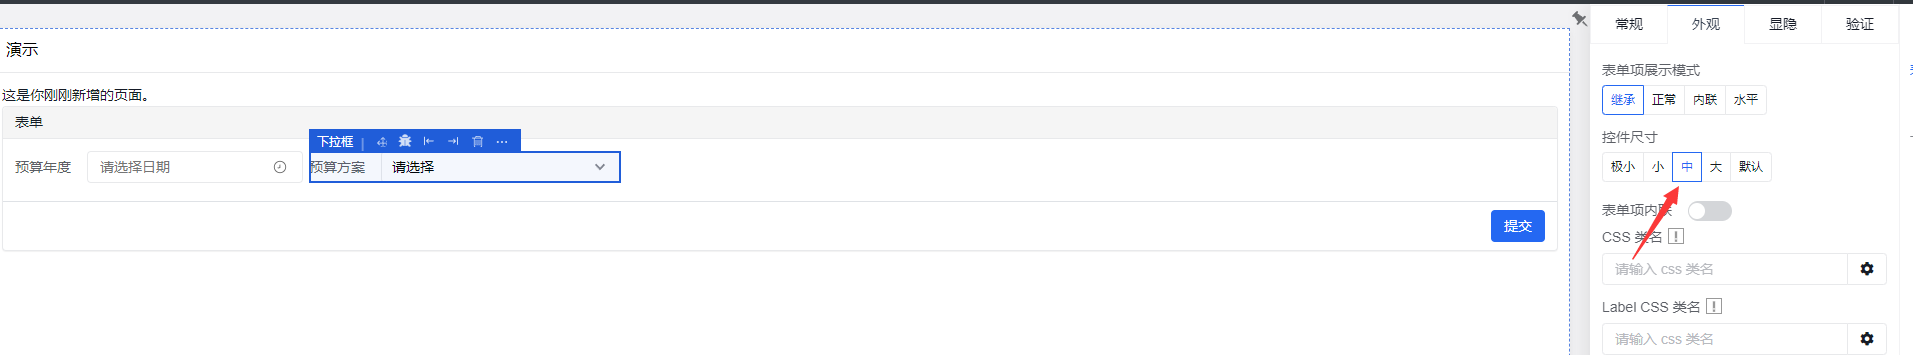 常规 外观 显隐 验证
演示
表单项展示模式
继承 正常 内联 水平
这是你刚刚新增的页面。
表单
控件尺寸
下拉框
极小 小 中 大 默认
预算年度 请选择日期 预算方案 请选择
表单项内联
提交
CSS 类名
请输入 css 类名
Label CSS 类名
请输入 css 类名